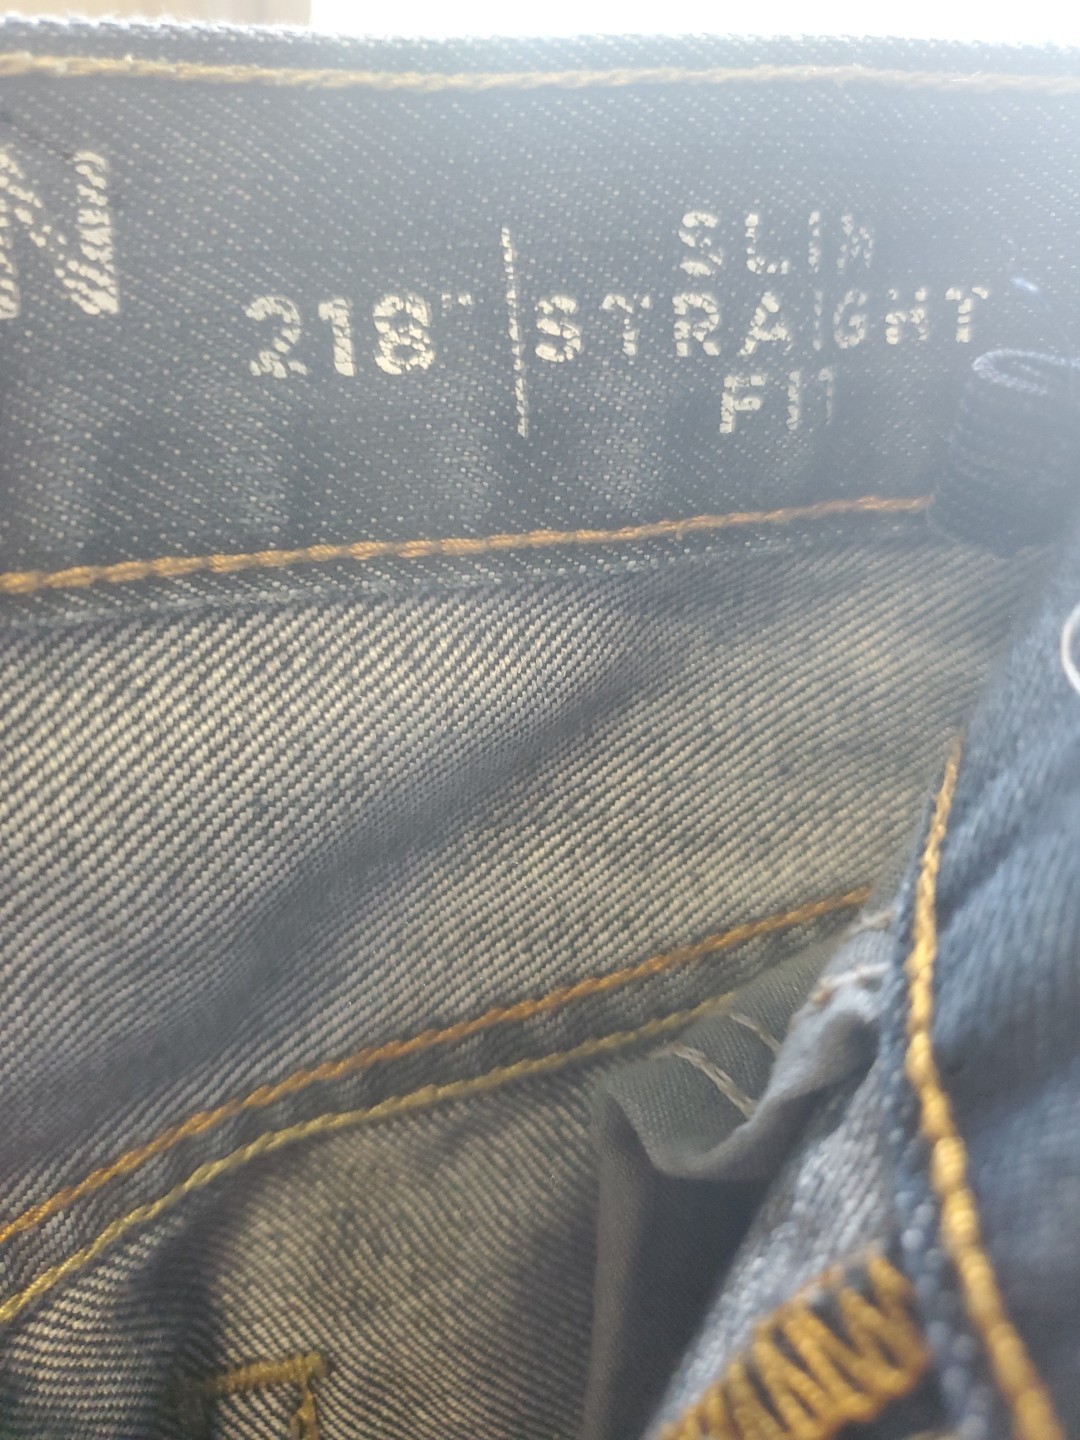 N
218™
SLIM
STRAIGHT
FIT